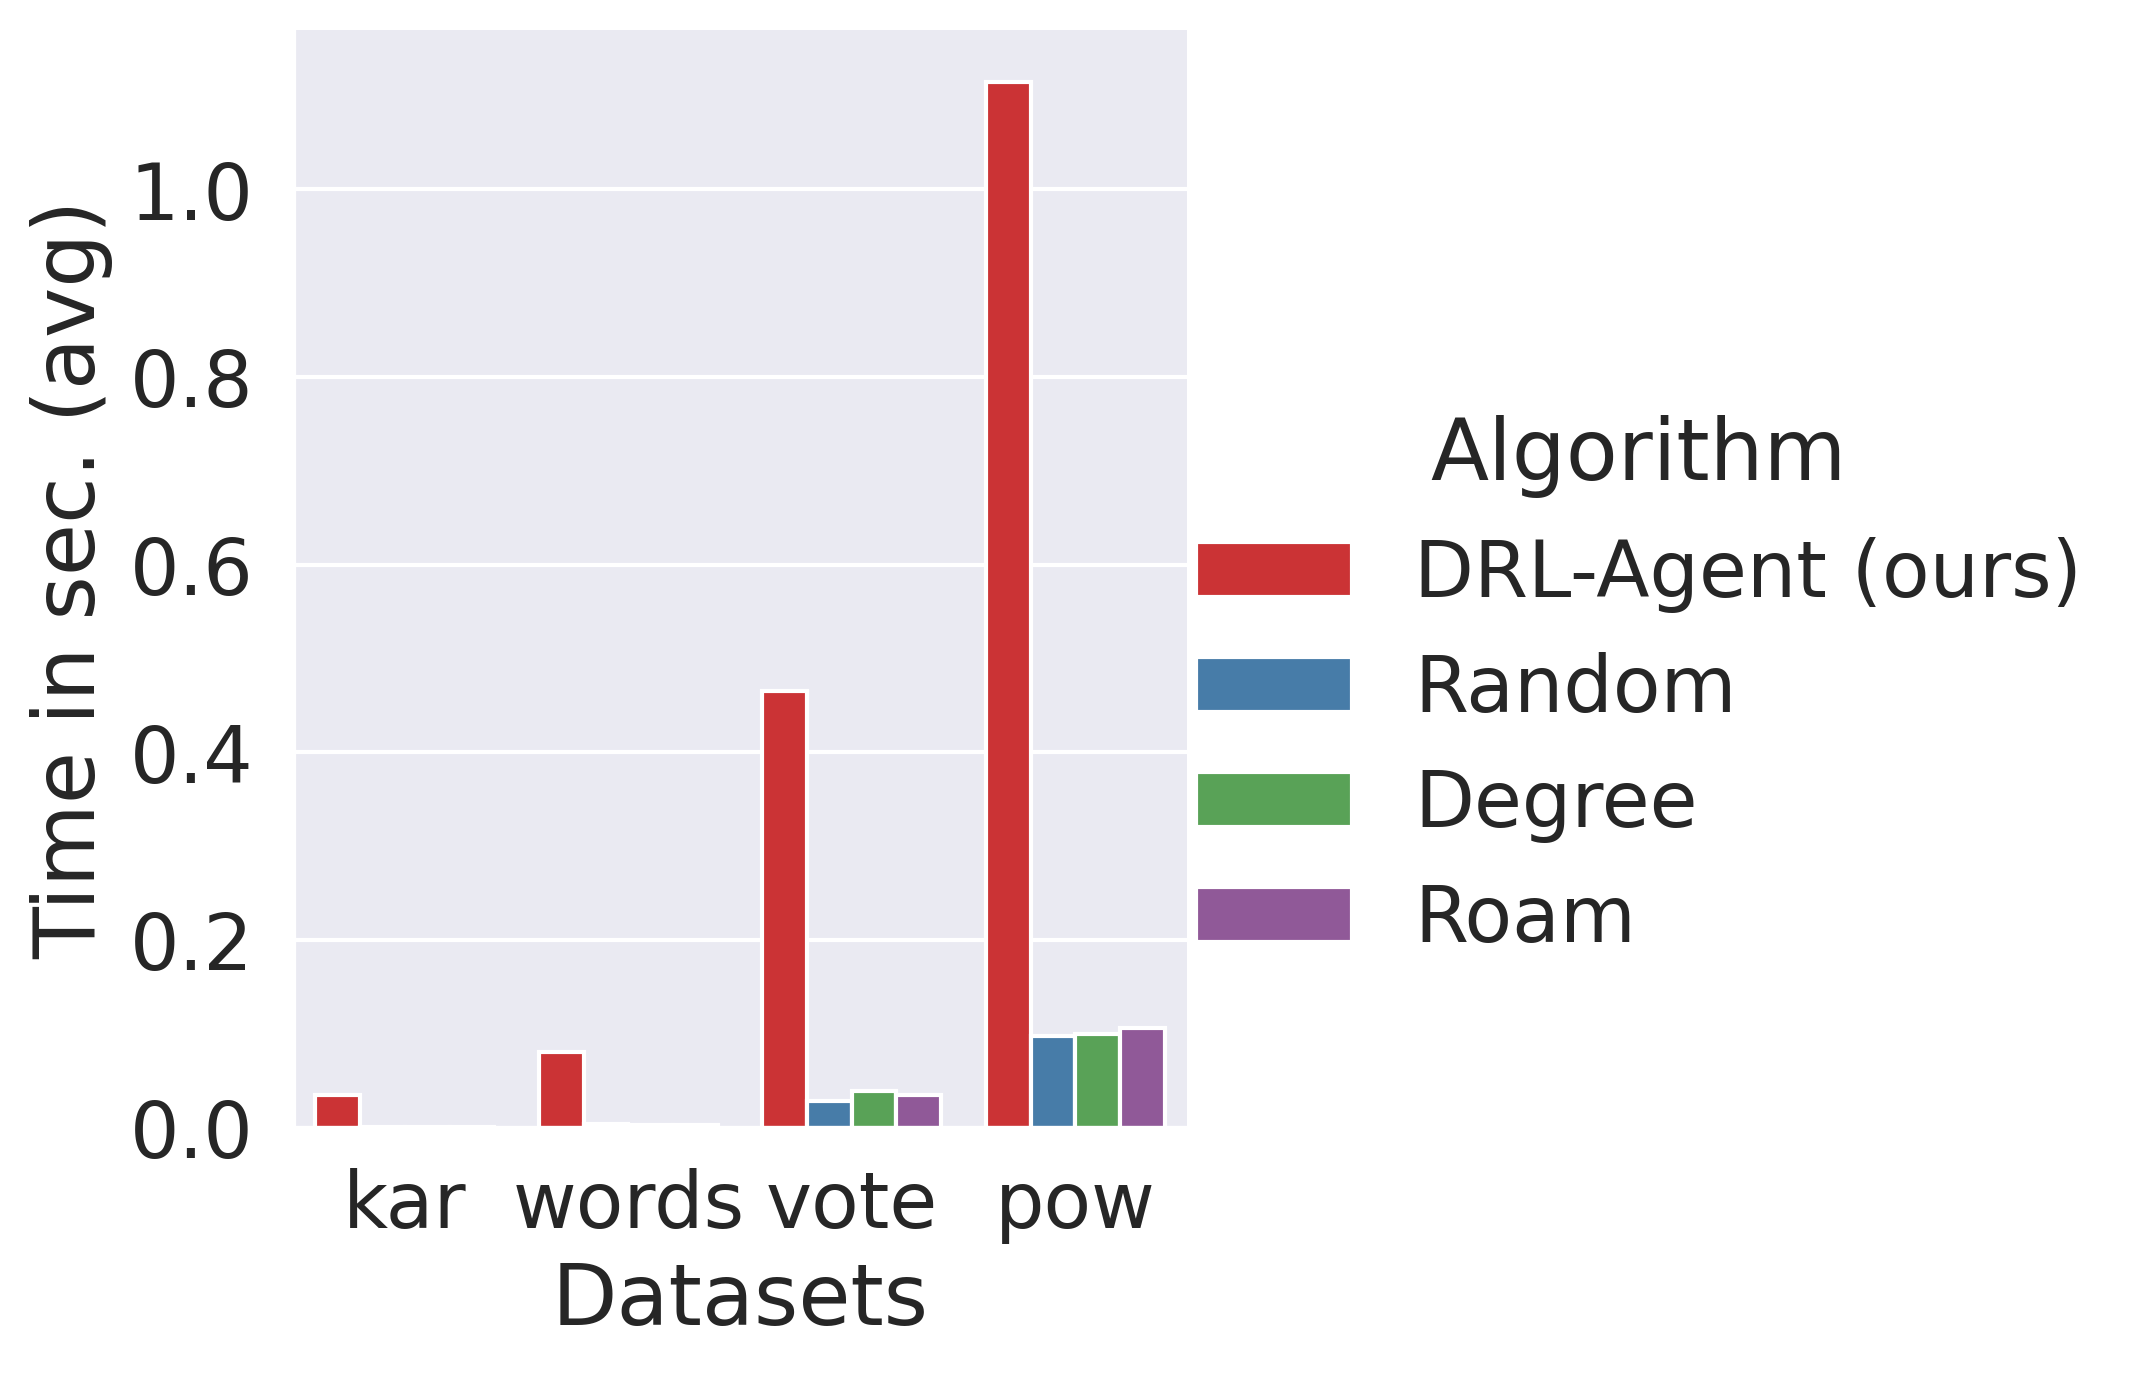 Time in sec. (avg)
1.0
0.8
0.6
0.4
0.2
0.0
kar words vote pow
Datasets
Algorithm
DRL-Agent (ours)
Random
Degree
Roam